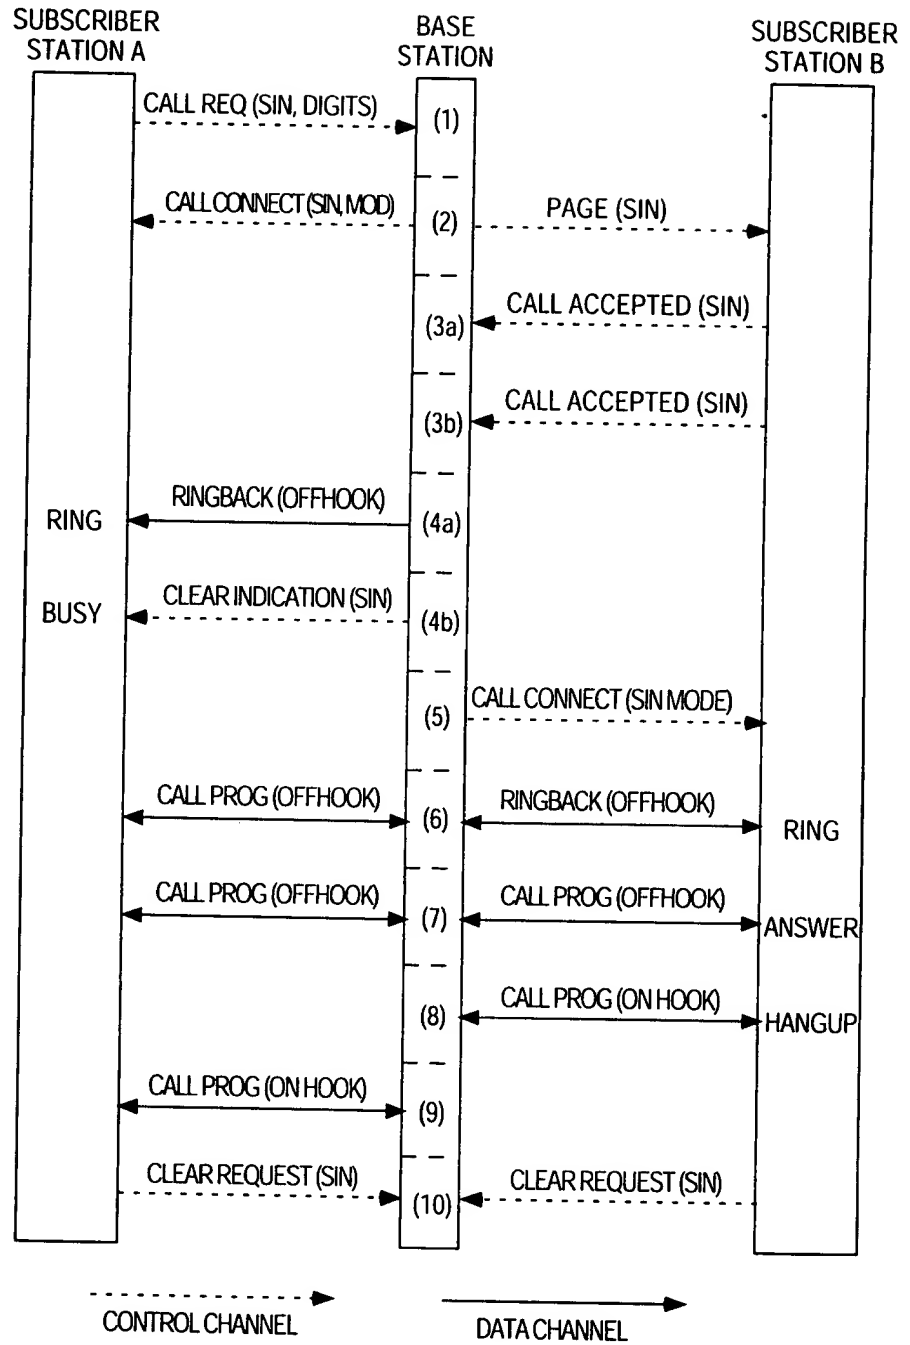 SUBSCRIBER
STATION A
BASE
STATION
SUBSCRIBER
STATION B
CALL REQ (SIN, DIGITS)
(1)
CALL CONNECT (SIN, MOD)
(2)
PAGE (SIN)
CALL ACCEPTED (SIN)
(3a)
CALL ACCEPTED (SIN)
(3b)
RINGBACK (OFFHOOK)
RING
(4a)
CLEAR INDICATION (SIN)
BUSY
(4b)
CALL CONNECT (SIN MODE)
(5)
CALL PROG (OFFHOOK)
(6)
RINGBACK (OFFHOOK)
RING
CALL PROG (OFFHOOK)
(7)
CALL PROG (OFFHOOK)
ANSWER
CALL PROG (ON HOOK)
(8)
HANGUP
CALL PROG (ON HOOK)
(9)
CLEAR REQUEST (SIN)
(10)
CLEAR REQUEST (SIN)
CONTROL CHANNEL
DATA CHANNEL